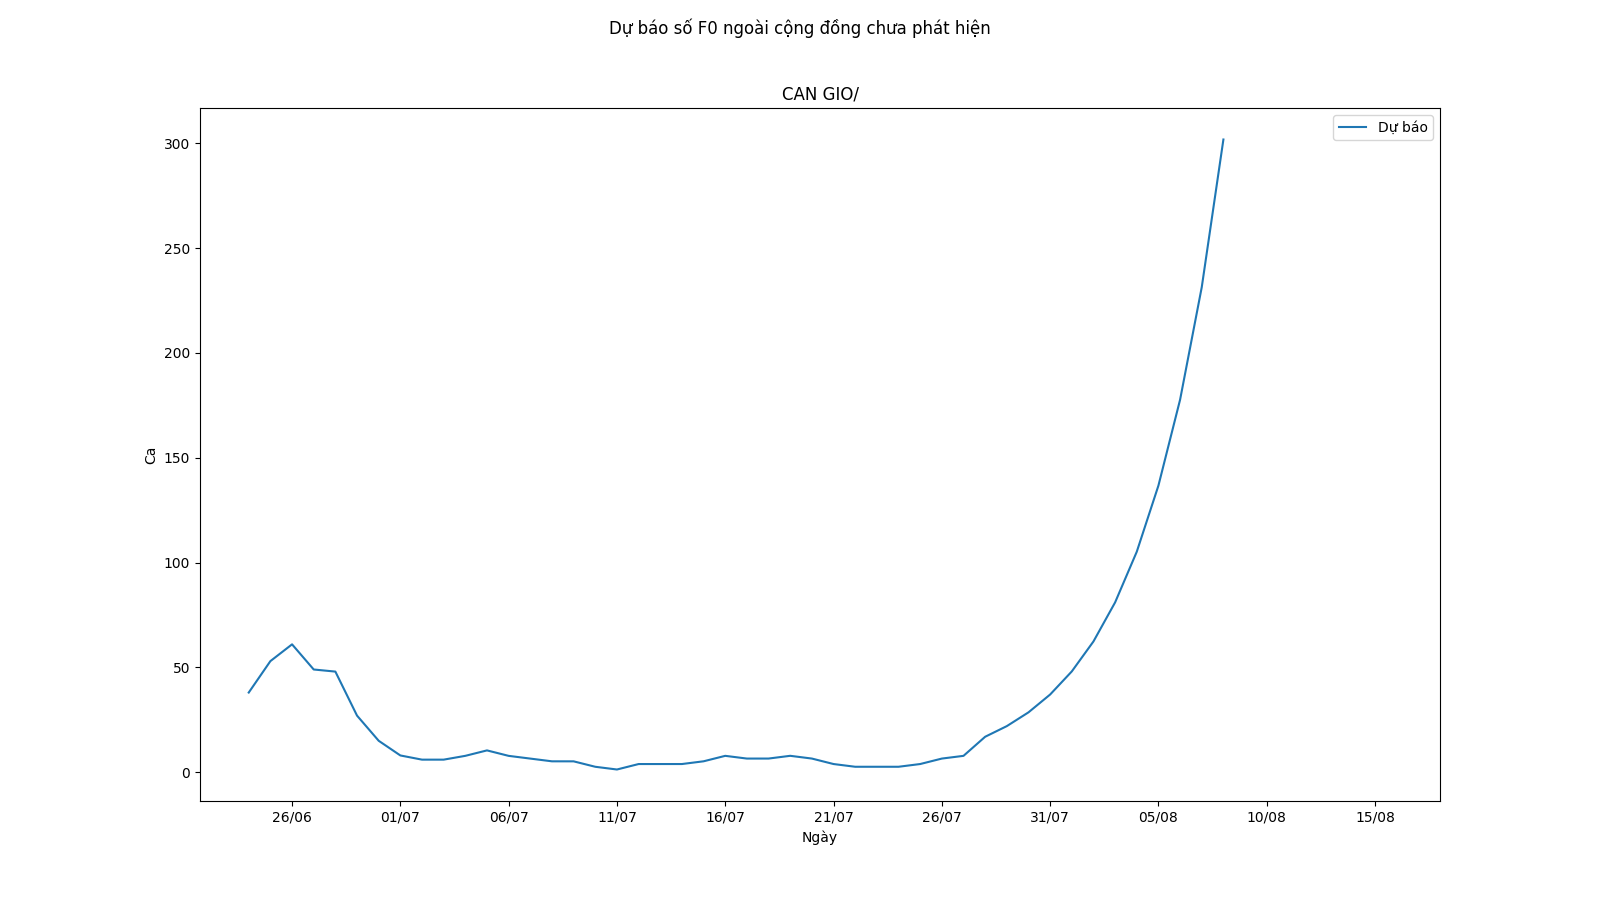 Dự báo số F0 ngoài cộng đồng chưa phát hiện
CAN GIO/
Dự báo
300
250
200
150
100
50
0
Ca
26/06 01/07 06/07 11/07 16/07 21/07 26/07 31/07 05/08 10/08 15/08
Ngày